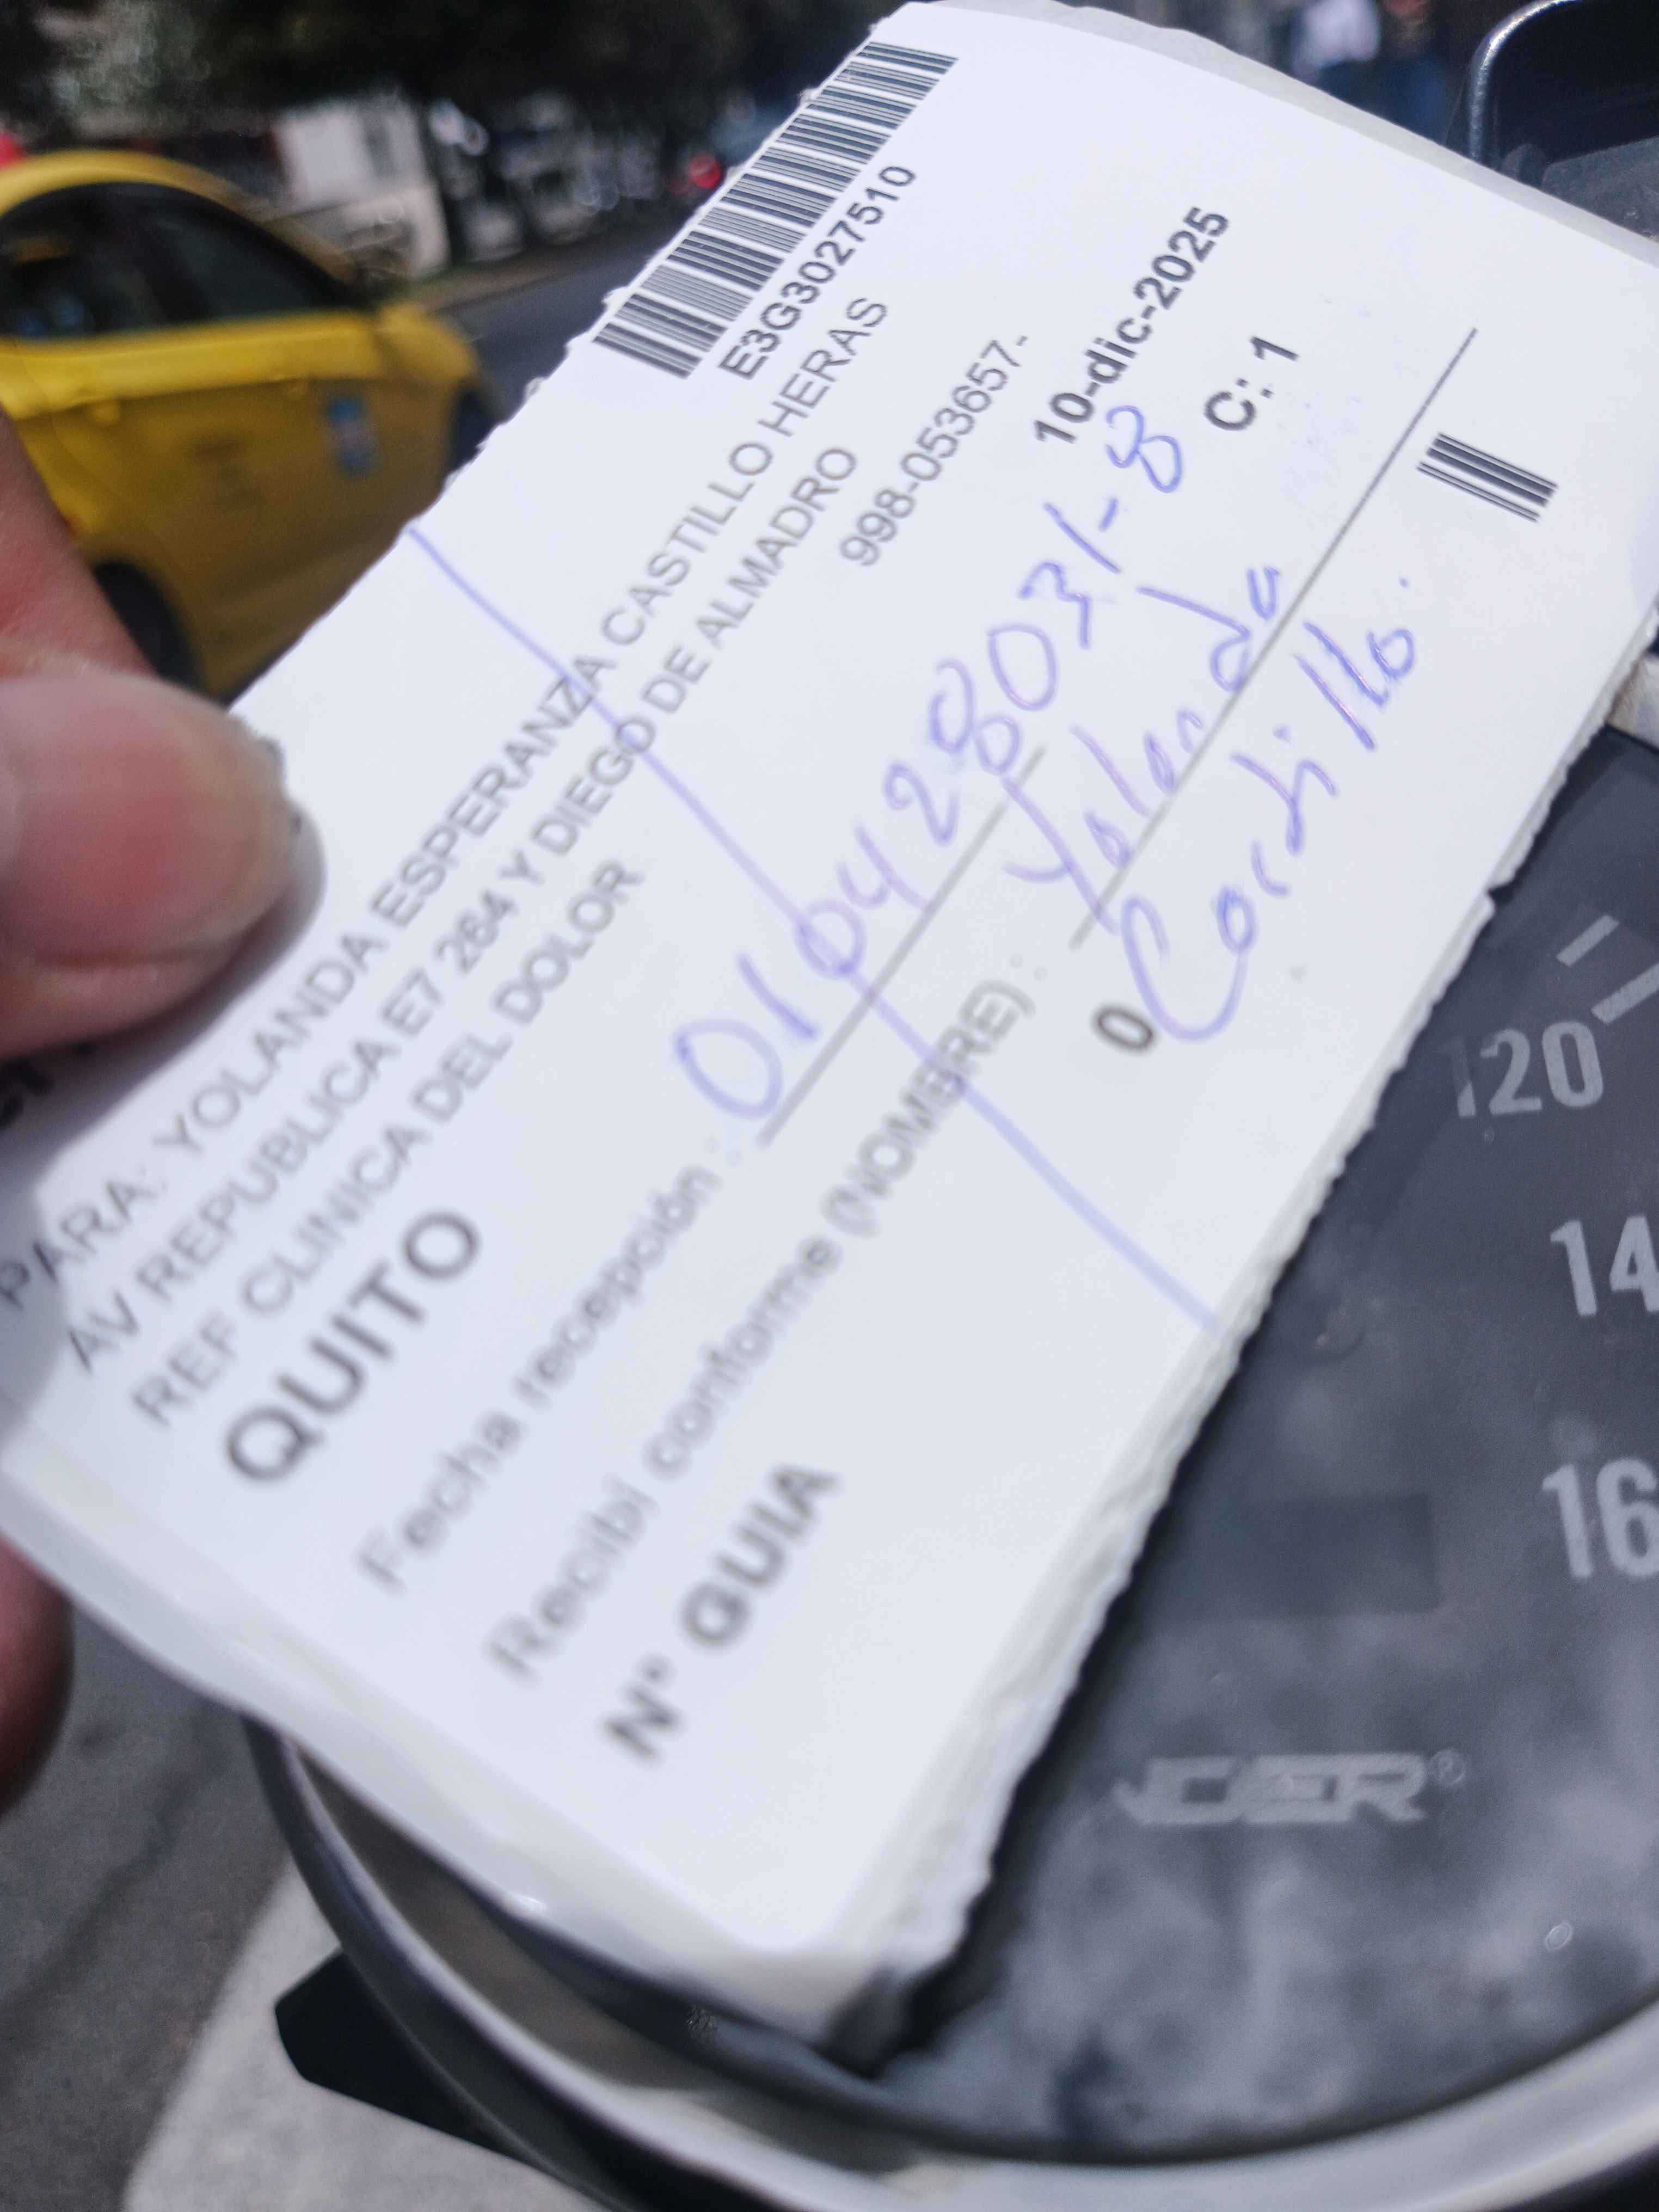 E3G3027510
PARA: YOLANDA ESPERANZA CASTILLO HERAS
AV REPUBLICA E7 264 Y DIEGO DE ALMADRO
REF CLINICA DEL DOLOR
998-053657-
QUITO
10-dic-2025
Fecha recepción : 010428031-8
C: 1
Recibí conforme (NOMBRE) : Yolanda
Castillo.
N° GUIA
0
120
14
16